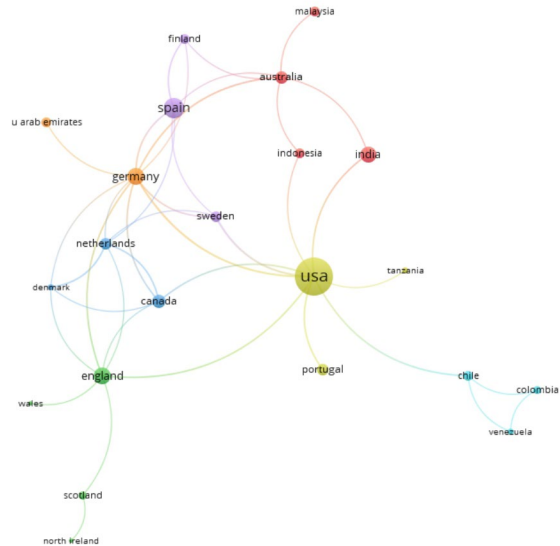 malaysia
finland
australia
spain
u arab emirates
indonesia
india
germany
sweden
netherlands
usa
tanzania
denmark
canada
portugal
england
chile
colombia
wales
venezuela
scotland
north ireland